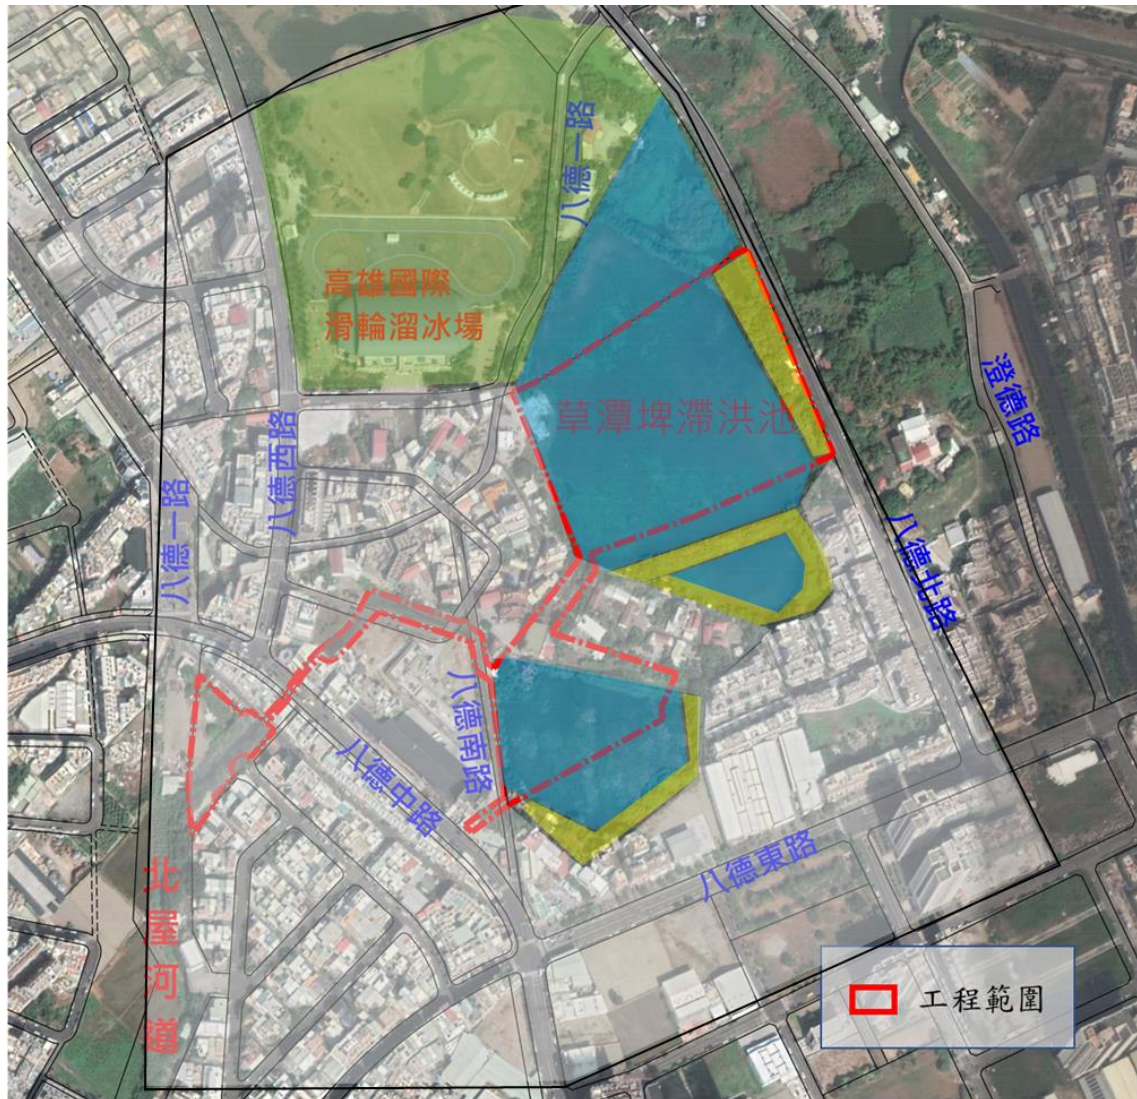 八德一路
高雄國際
滑輪溜冰場
草潭埤滯洪池
澄德路
八德西路
八德一路
八德北路
八德南路
八德中路
八德東路
北屋河道
工程範圍